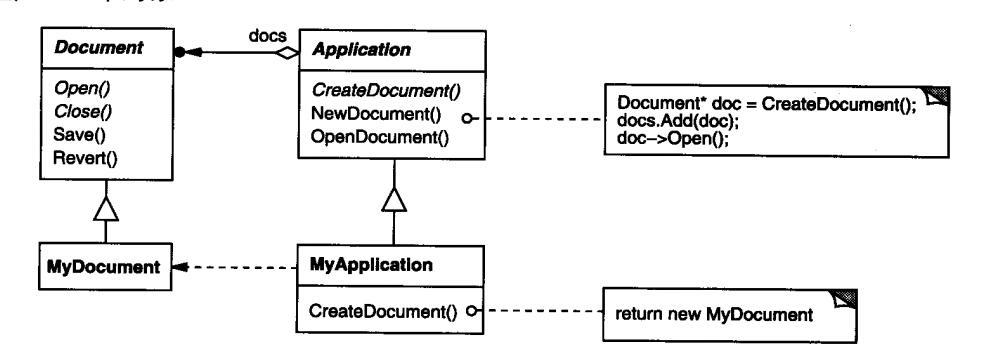 docs
Document
Open()
Close()
Save()
Revert()
Application
CreateDocument()
NewDocument()
OpenDocument()
Document* doc = CreateDocument();
docs.Add(doc);
doc->Open();
MyDocument
MyApplication
CreateDocument()
return new MyDocument